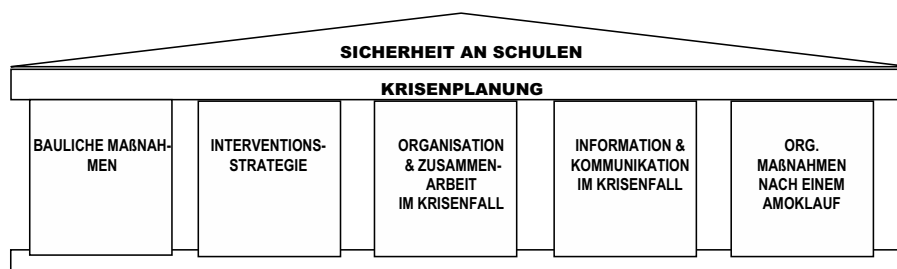 SICHERHEIT AN SCHULEN
KRISENPLANUNG
BAULICHE MAßNAH-
MEN
INTERVENTIONS-
STRATEGIE
ORGANISATION
& ZUSAMMEN-
ARBEIT
IM KRISENFALL
INFORMATION &
KOMMUNIKATION
IM KRISENFALL
ORG.
MAßNAHMEN
NACH EINEM
AMOKLAUF